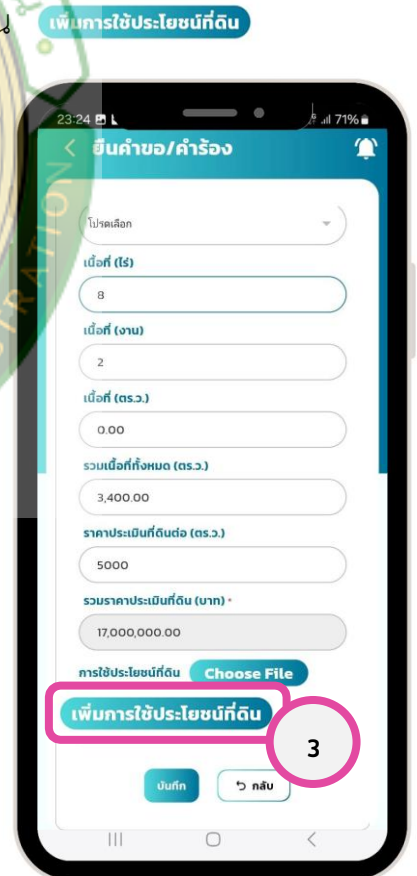 น เพิ่มการใช้ประโยชน์ที่ดิน
23:24 71%
ยื่นคำขอ/คำร้อง
โปรดเลือก
เนื้อที่ (ไร่)
8
เนื้อที่ (งาน)
2
เนื้อที่ (ตร.ว.)
0.00
รวมเนื้อที่ทั้งหมด (ตร.ว.)
3,400.00
ราคาประเมินที่ดินต่อ (ตร.ว.)
5000
รวมราคาประเมินที่ดิน (บาท) *
17,000,000.00
การใช้ประโยชน์ที่ดิน Choose File
เพิ่มการใช้ประโยชน์ที่ดิน
3
บันทึก กลับ